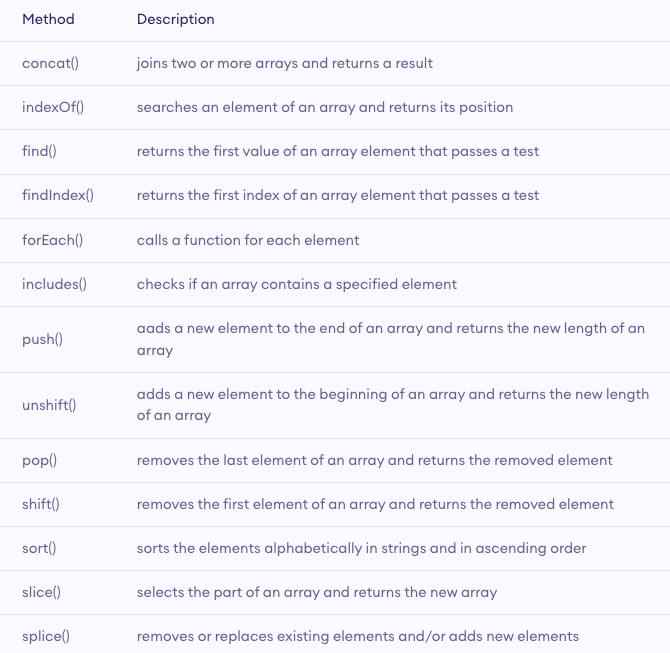 Method Description
concat() joins two or more arrays and returns a result
indexOf() searches an element of an array and returns its position
find() returns the first value of an array element that passes a test
findIndex() returns the first index of an array element that passes a test
forEach() calls a function for each element
includes() checks if an array contains a specified element
push() aads a new element to the end of an array and returns the new length of an
array
unshift() adds a new element to the beginning of an array and returns the new length
of an array
pop() removes the last element of an array and returns the removed element
shift() removes the first element of an array and returns the removed element
sort() sorts the elements alphabetically in strings and in ascending order
slice() selects the part of an array and returns the new array
splice() removes or replaces existing elements and/or adds new elements